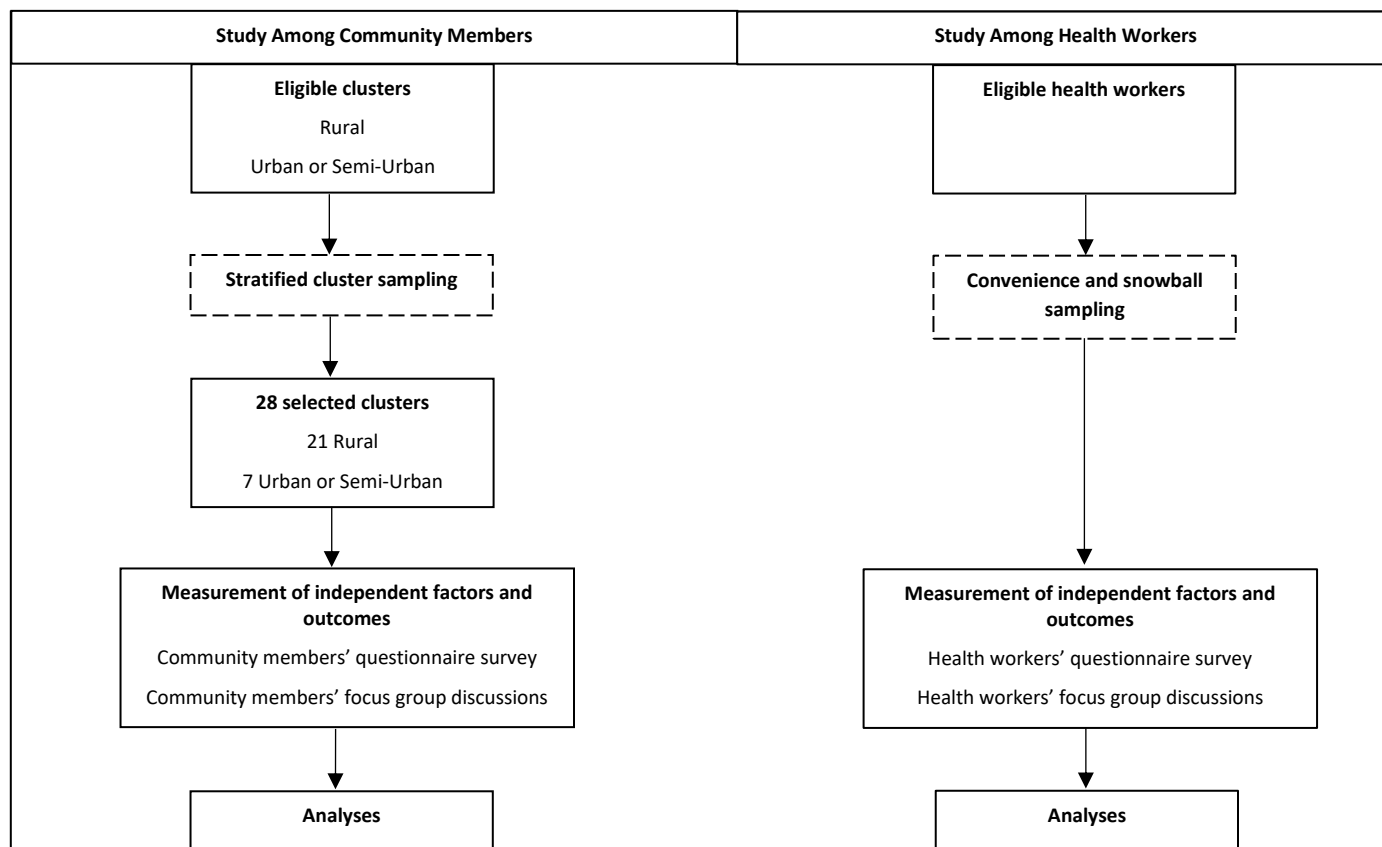 Study Among Community Members
Study Among Health Workers
Eligible clusters
Rural
Urban or Semi-Urban
Eligible health workers
Stratified cluster sampling
Convenience and snowball
sampling
28 selected clusters
21 Rural
7 Urban or Semi-Urban
Measurement of independent factors and
outcomes
Community members’ questionnaire survey
Community members’ focus group discussions
Measurement of independent factors and
outcomes
Health workers’ questionnaire survey
Health workers’ focus group discussions
Analyses
Analyses